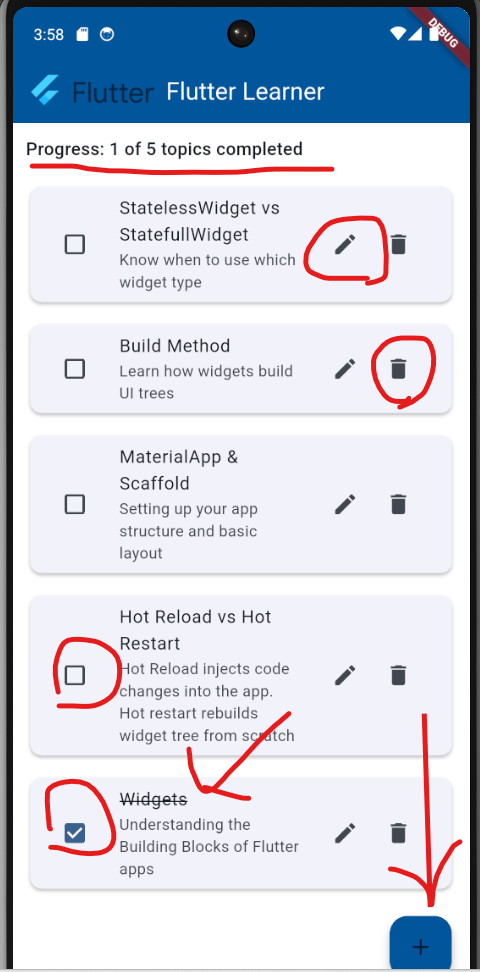 3:58
DEBUG
Flutter Flutter Learner
Progress: 1 of 5 topics completed
StatelessWidget vs
StatefullWidget
Know when to use which
widget type
Build Method
Learn how widgets build
UI trees
MaterialApp &
Scaffold
Setting up your app
structure and basic
layout
Hot Reload vs Hot
Restart
Hot Reload injects code
changes into the app.
Hot restart rebuilds
widget tree from scratch
Widgets
Understanding the
Building Blocks of Flutter
apps
+